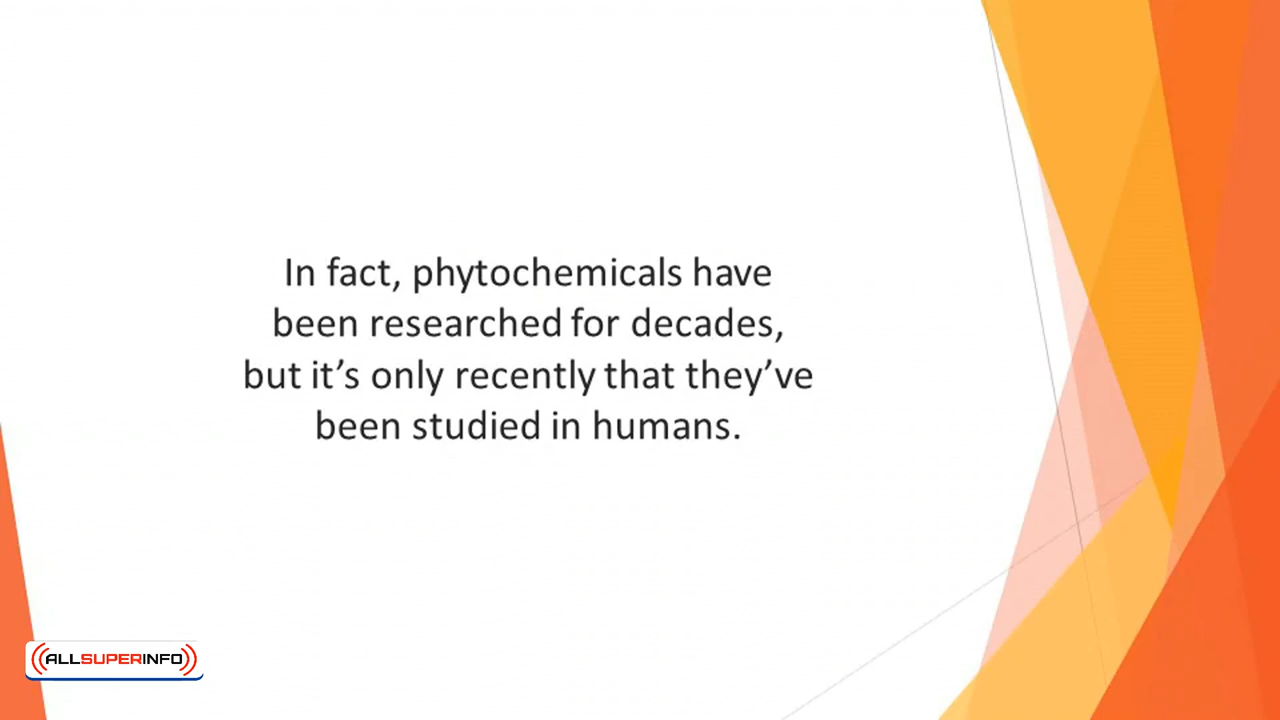 In fact, phytochemicals have
been researched for decades,
but it’s only recently that they’ve
been studied in humans.
ALLSUPERINFO